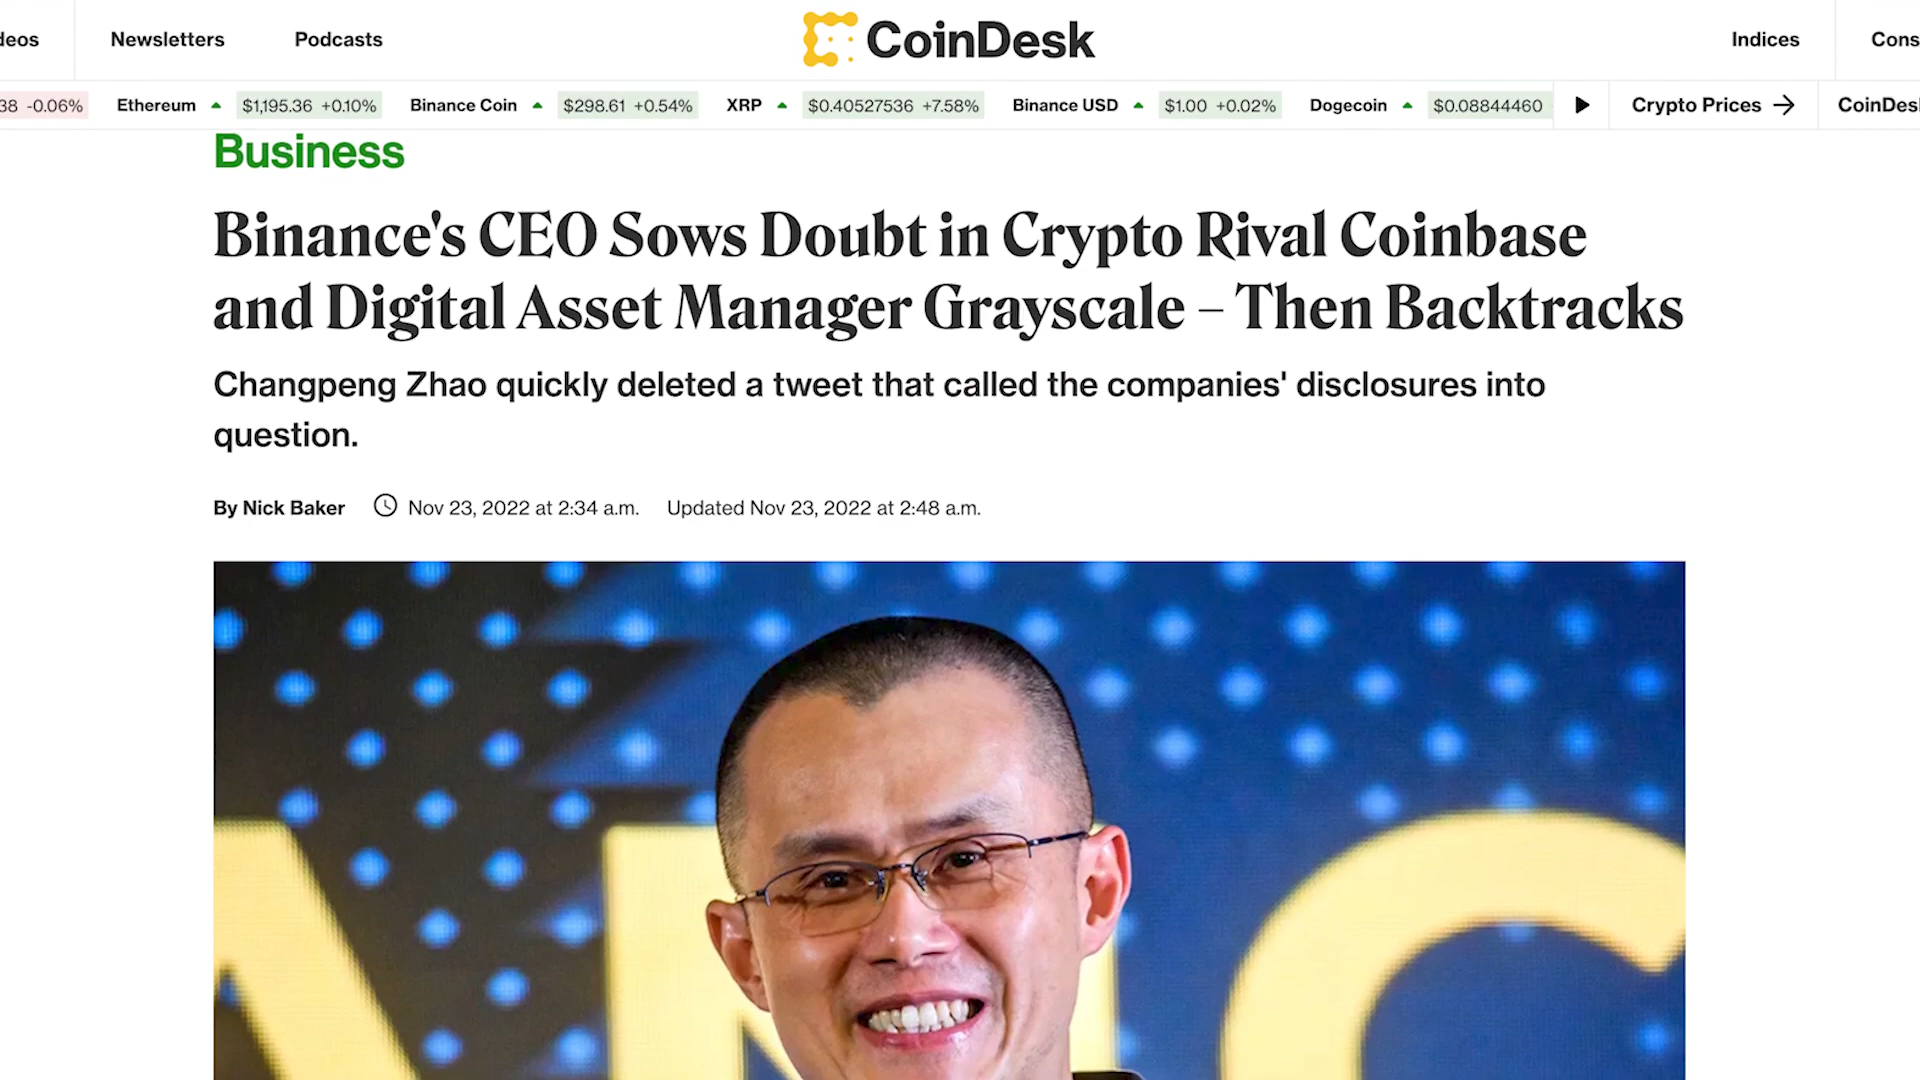 deos Newsletters Podcasts CoinDesk Indices Cons
38 -0.06% Ethereum $1,195.36 +0.10% Binance Coin $298.61 +0.54% XRP $0.40527536 +7.58% Binance USD $1.00 +0.02% Dogecoin $0.08844460 Crypto Prices → CoinDes
Business
Binance's CEO Sows Doubt in Crypto Rival Coinbase
and Digital Asset Manager Grayscale – Then Backtracks
Changpeng Zhao quickly deleted a tweet that called the companies' disclosures into
question.
By Nick Baker Nov 23, 2022 at 2:34 a.m. Updated Nov 23, 2022 at 2:48 a.m.
ANC